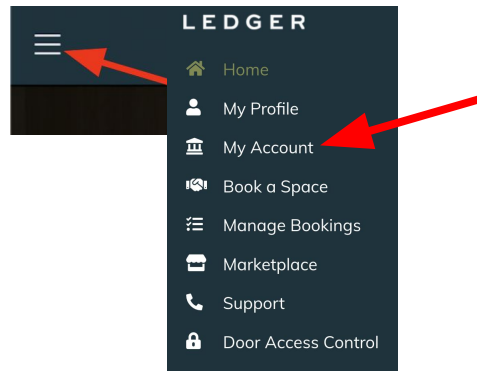 LEDGER
Home
My Profile
My Account
Book a Space
Manage Bookings
Marketplace
Support
Door Access Control